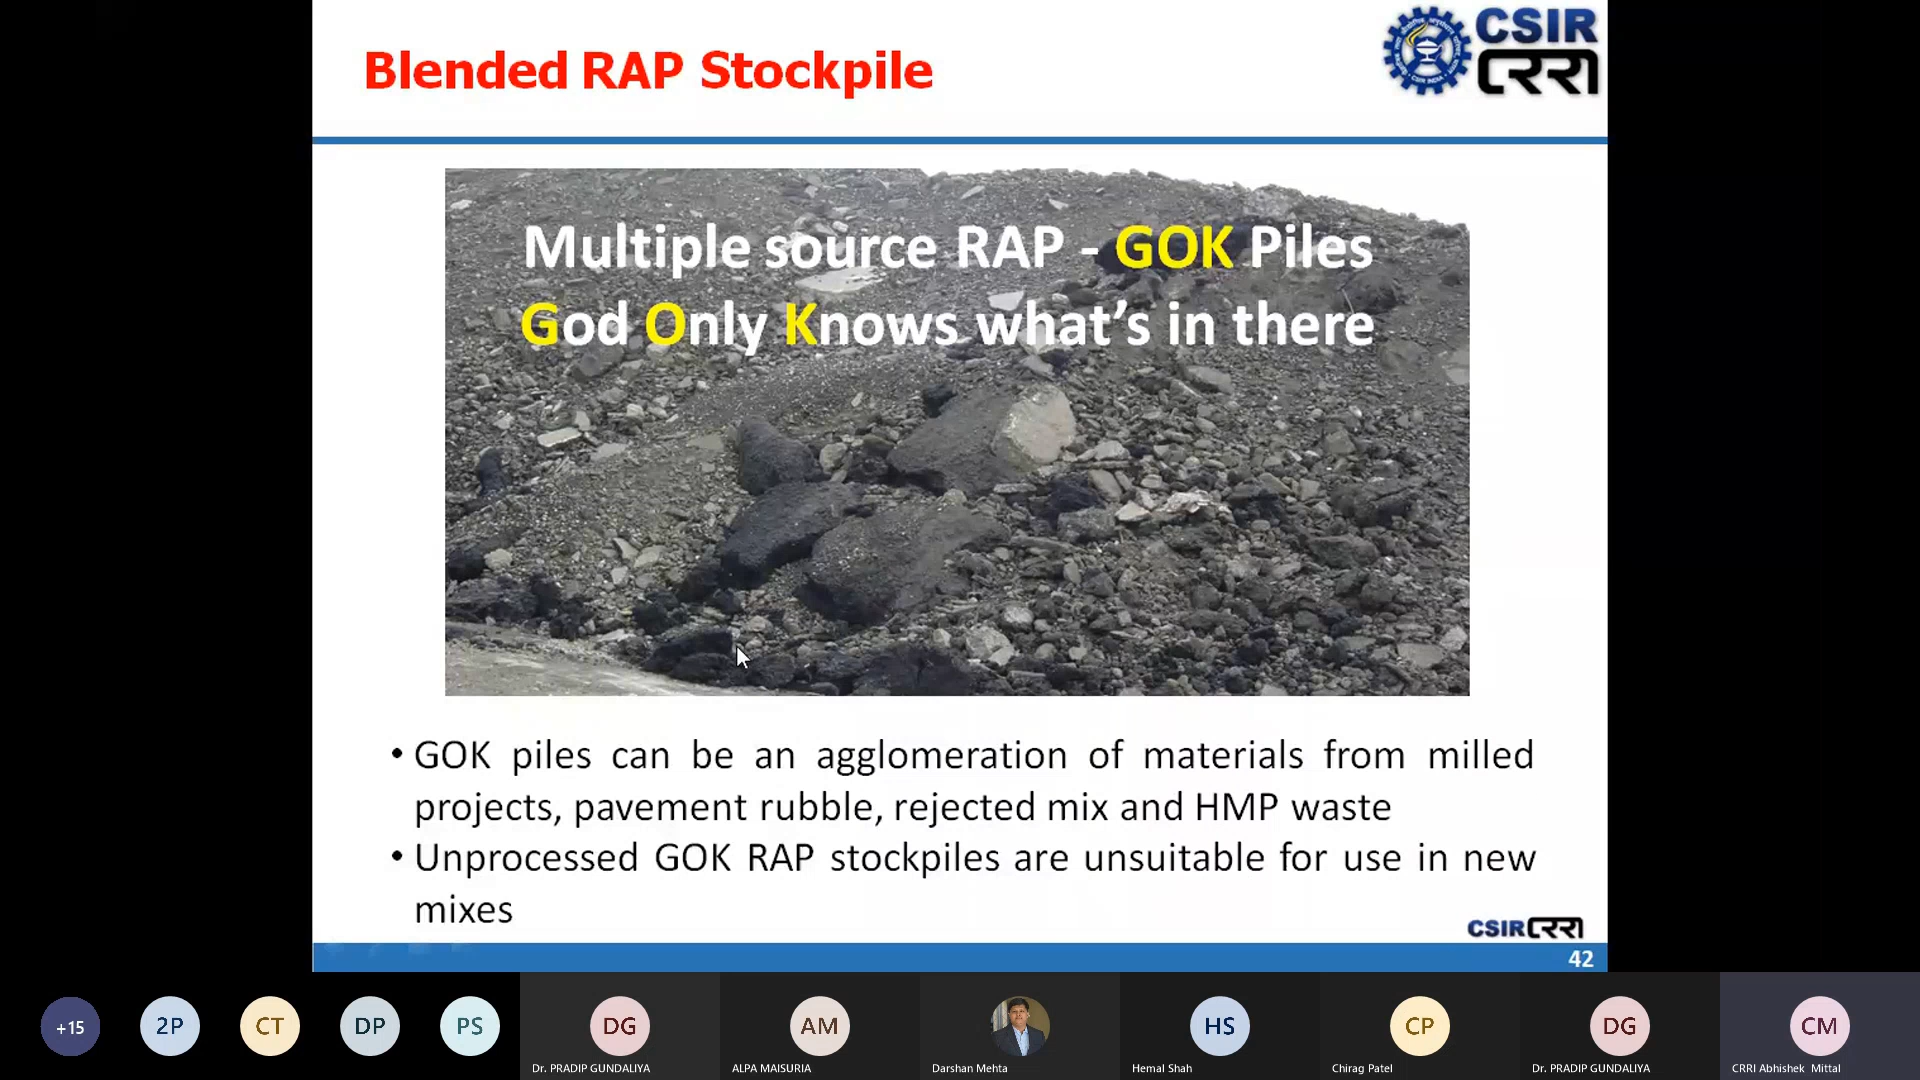 Blended RAP Stockpile
CSIR
CRRI
Multiple source RAP - GOK Piles
God Only Knows what's in there
• GOK piles can be an agglomeration of materials from milled
projects, pavement rubble, rejected mix and HMP waste
• Unprocessed GOK RAP stockpiles are unsuitable for use in new
mixes
CSIR CRRI
42
+15
2P
CT
DP
PS
DG
AM
HS
CP
DG
CM
Dr. PRADIP GUNDALIYA
ALPA MAISURIA
Darshan Mehta
Hemal Shah
Chirag Patel
Dr. PRADIP GUNDALIYA
CRRI Abhishek Mittal